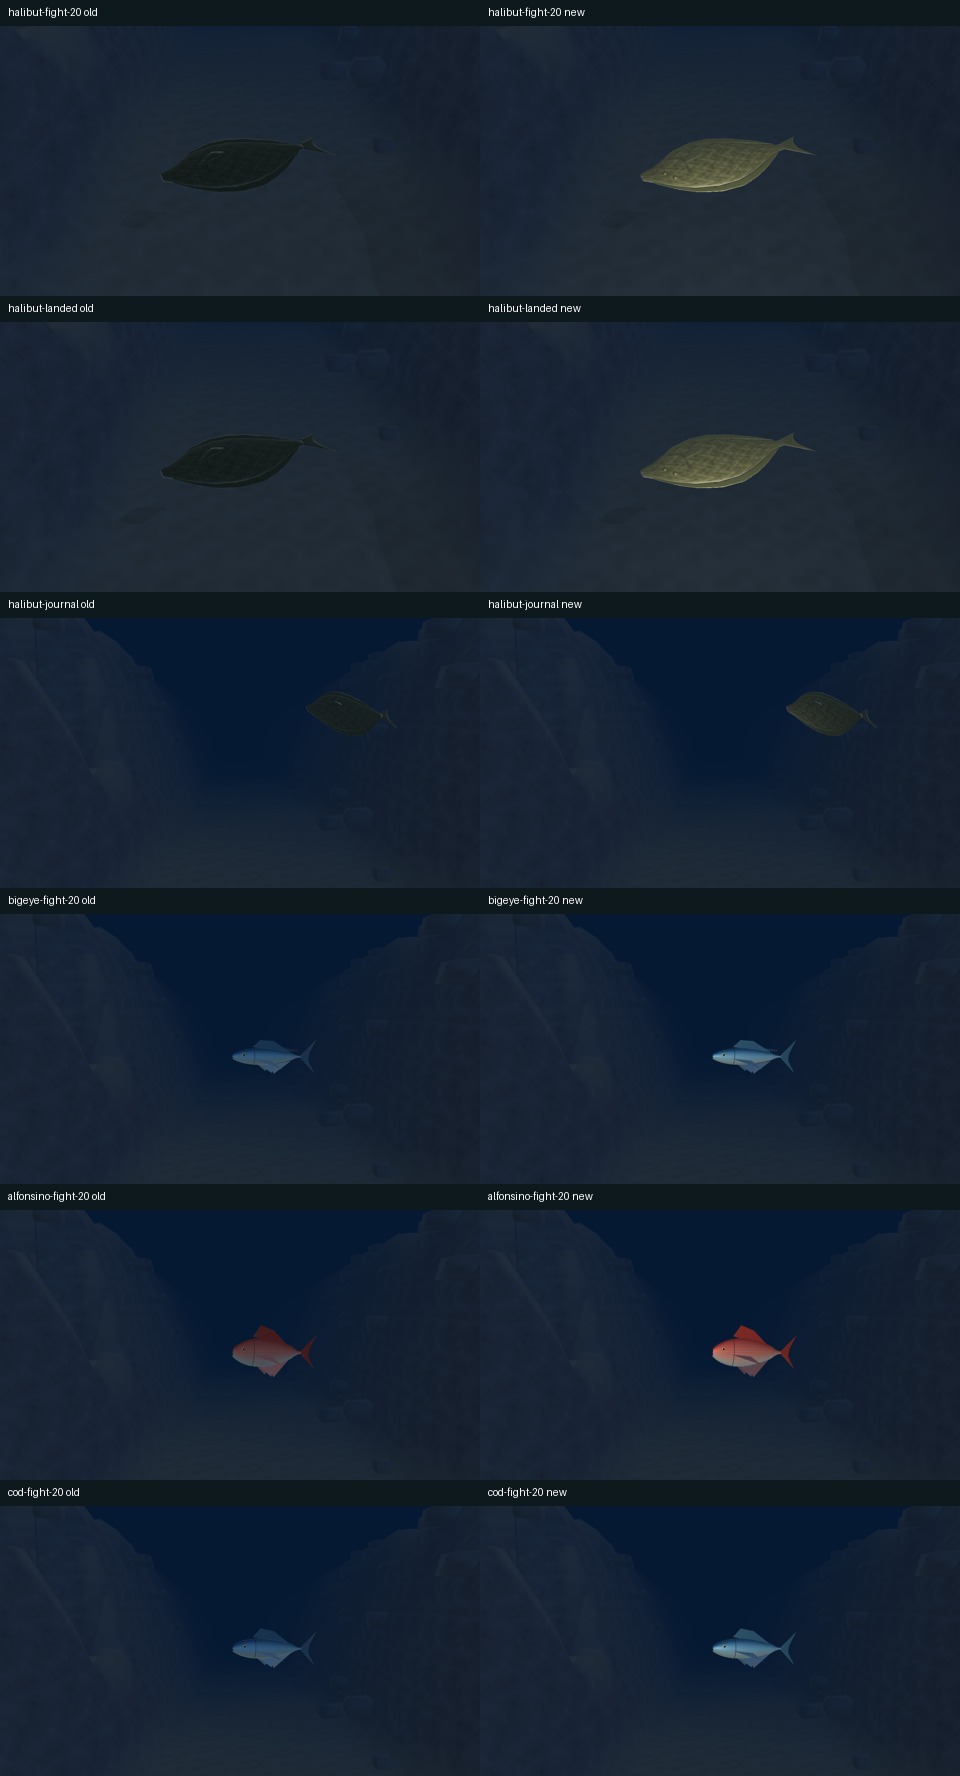 halibut-fight-20 old
halibut-fight-20 new
halibut-landed old
halibut-landed new
halibut-journal old
halibut-journal new
bigeye-fight-20 old
bigeye-fight-20 new
alfonsino-fight-20 old
alfonsino-fight-20 new
cod-fight-20 old
cod-fight-20 new